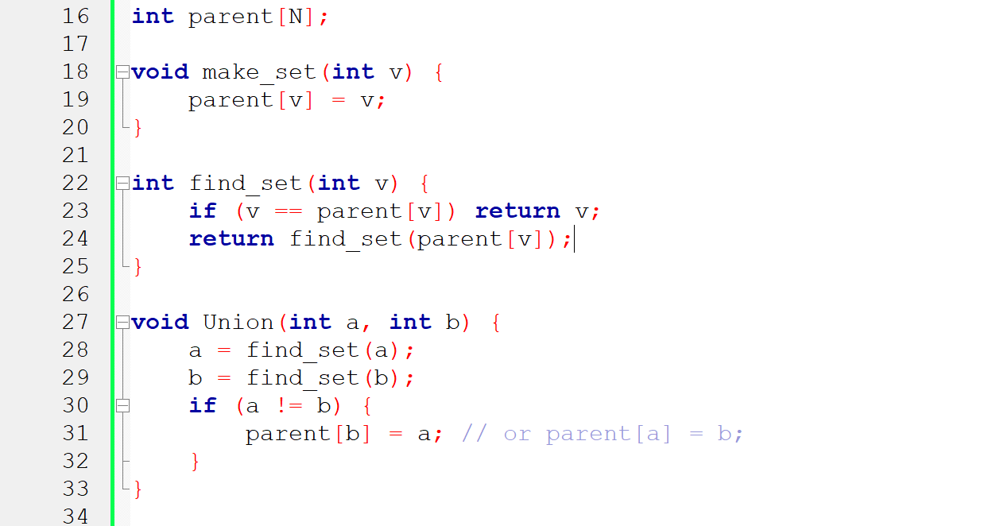 16 int parent[N];
17
18 void make_set(int v) {
19     parent[v] = v;
20 }
21
22 int find_set(int v) {
23     if (v == parent[v]) return v;
24     return find_set(parent[v]);
25 }
26
27 void Union(int a, int b) {
28     a = find_set(a);
29     b = find_set(b);
30     if (a != b) {
31         parent[b] = a; // or parent[a] = b;
32     }
33 }
34